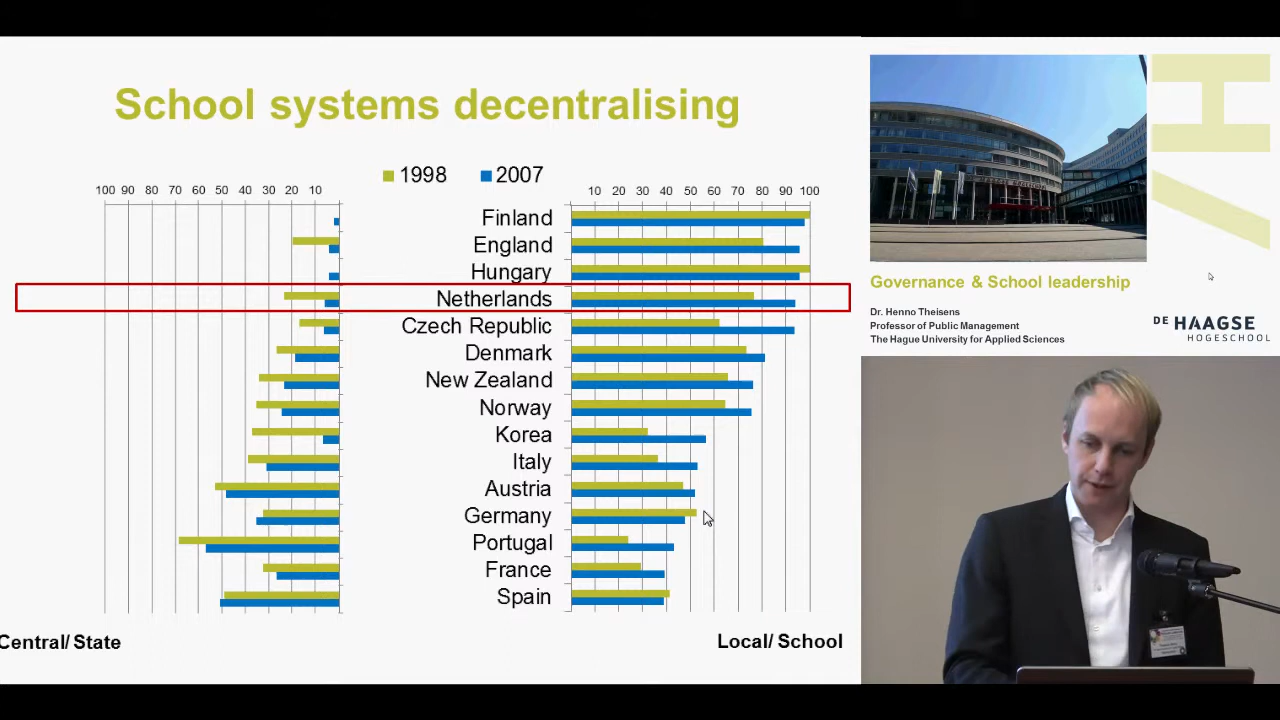 School systems decentralising
1998 2007
100 90 80 70 60 50 40 30 20 10
10 20 30 40 50 60 70 80 90 100
Finland
England
Hungary
Netherlands
Czech Republic
Denmark
New Zealand
Norway
Korea
Italy
Austria
Germany
Portugal
France
Spain
Central/ State
Local/ School
H/
Governance & School leadership
Dr. Henno Theisens
Professor of Public Management
The Hague University for Applied Sciences
DE HAAGSE
HOGESCHOOL